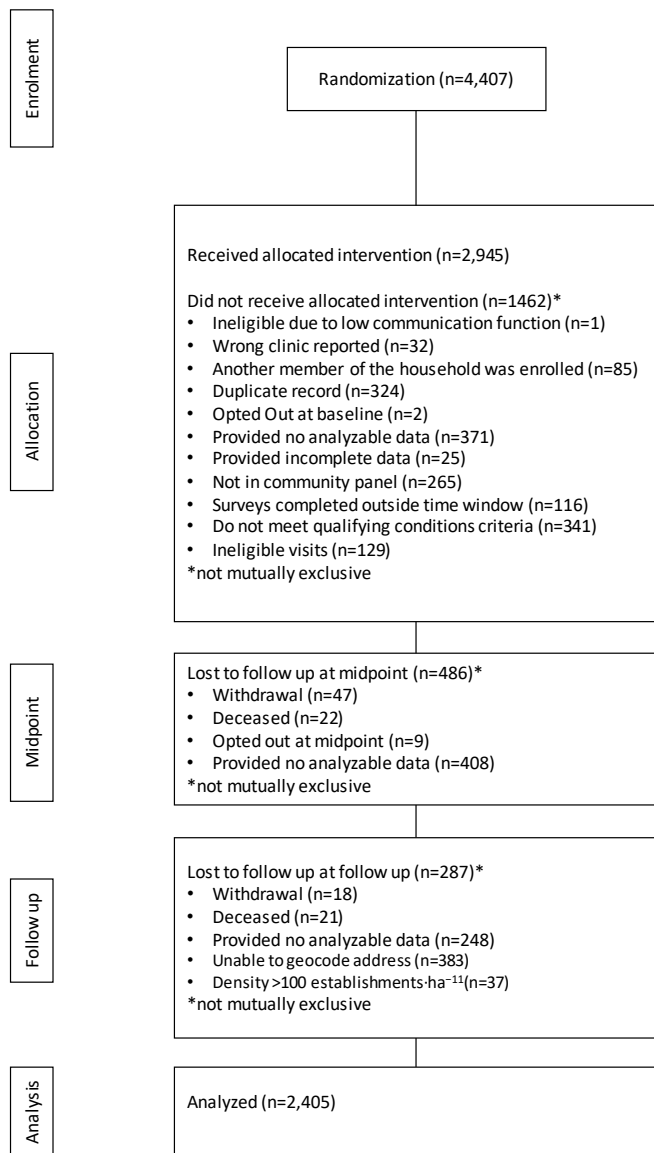 Enrolment
Randomization (n=4,407)
Allocation
Received allocated intervention (n=2,945)
Did not receive allocated intervention (n=1462)*
• Ineligible due to low communication function (n=1)
• Wrong clinic reported (n=32)
• Another member of the household was enrolled (n=85)
• Duplicate record (n=324)
• Opted Out at baseline (n=2)
• Provided no analyzable data (n=371)
• Provided incomplete data (n=25)
• Not in community panel (n=265)
• Surveys completed outside time window (n=116)
• Do not meet qualifying conditions criteria (n=341)
• Ineligible visits (n=129)
*not mutually exclusive
Midpoint
Lost to follow up at midpoint (n=486)*
• Withdrawal (n=47)
• Deceased (n=22)
• Opted out at midpoint (n=9)
• Provided no analyzable data (n=408)
*not mutually exclusive
Follow up
Lost to follow up at follow up (n=287)*
• Withdrawal (n=18)
• Deceased (n=21)
• Provided no analyzable data (n=248)
• Unable to geocode address (n=383)
• Density >100 establishments·ha⁻¹¹(n=37)
*not mutually exclusive
Analysis
Analyzed (n=2,405)